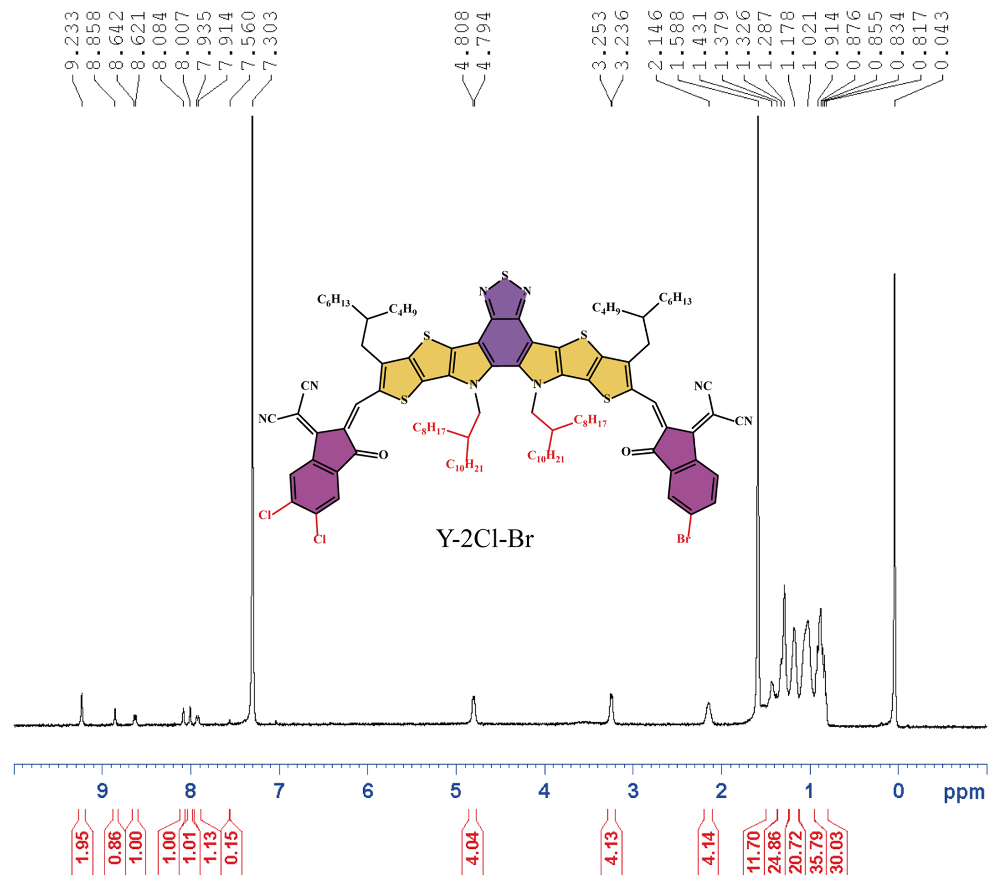 9.233
8.858
8.642
8.621
8.084
8.007
7.935
7.914
7.560
7.303
4.808
4.794
3.253
3.236
2.146
1.588
1.431
1.379
1.326
1.287
1.178
1.021
0.914
0.876
0.855
0.834
0.817
0.043
S
N N
C6H13 C4H9 C4H9 C6H13
S S
N N
S S
CN NC
NC CN
C8H17 C8H17
C10H21 C10H21
O O
Cl
Cl Br
Y-2Cl-Br
9 8 7 6 5 4 3 2 1 0 ppm
1.95
0.86
1.00
1.00
1.01
1.13
0.15
4.04
4.13
4.14
11.70
24.86
20.72
35.79
30.03